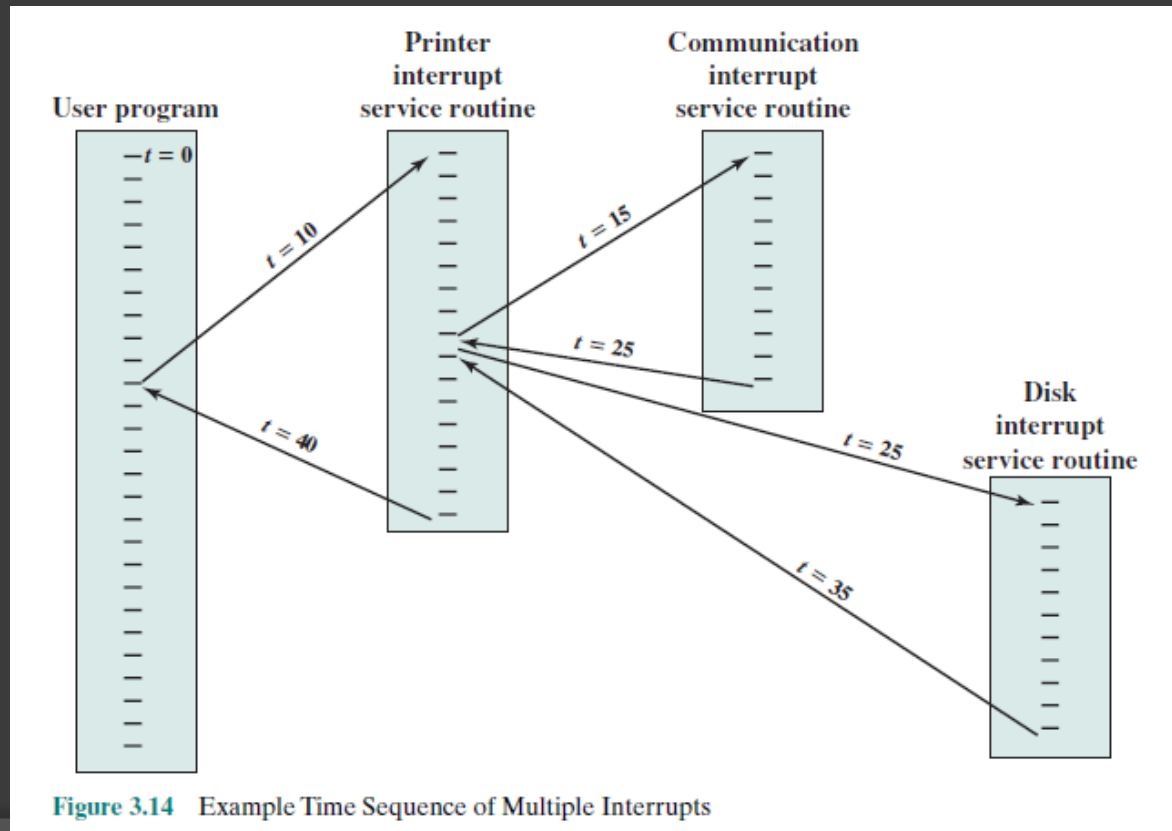 User program
Printer
interrupt
service routine
Communication
interrupt
service routine
t = 0
t = 10
t = 15
t = 25
t = 40
t = 25
t = 35
Disk
interrupt
service routine
Figure 3.14 Example Time Sequence of Multiple Interrupts